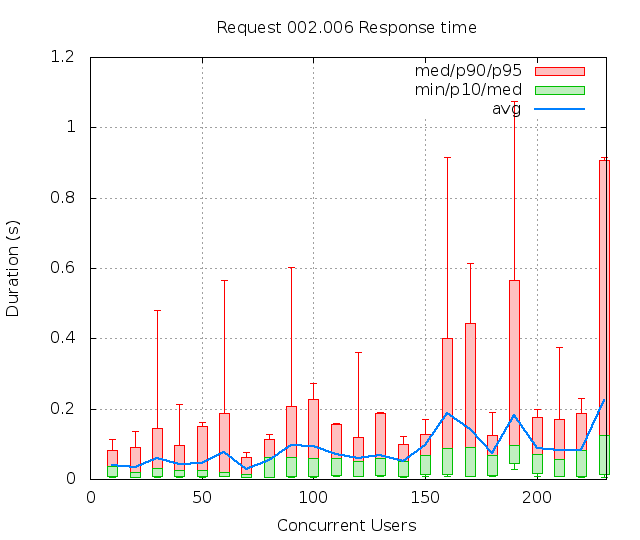 Request 002.006 Response time
1.2
1
0.8
0.6
0.4
0.2
0
Duration (s)
med/p90/p95
min/p10/med
avg
0 50 100 150 200
Concurrent Users